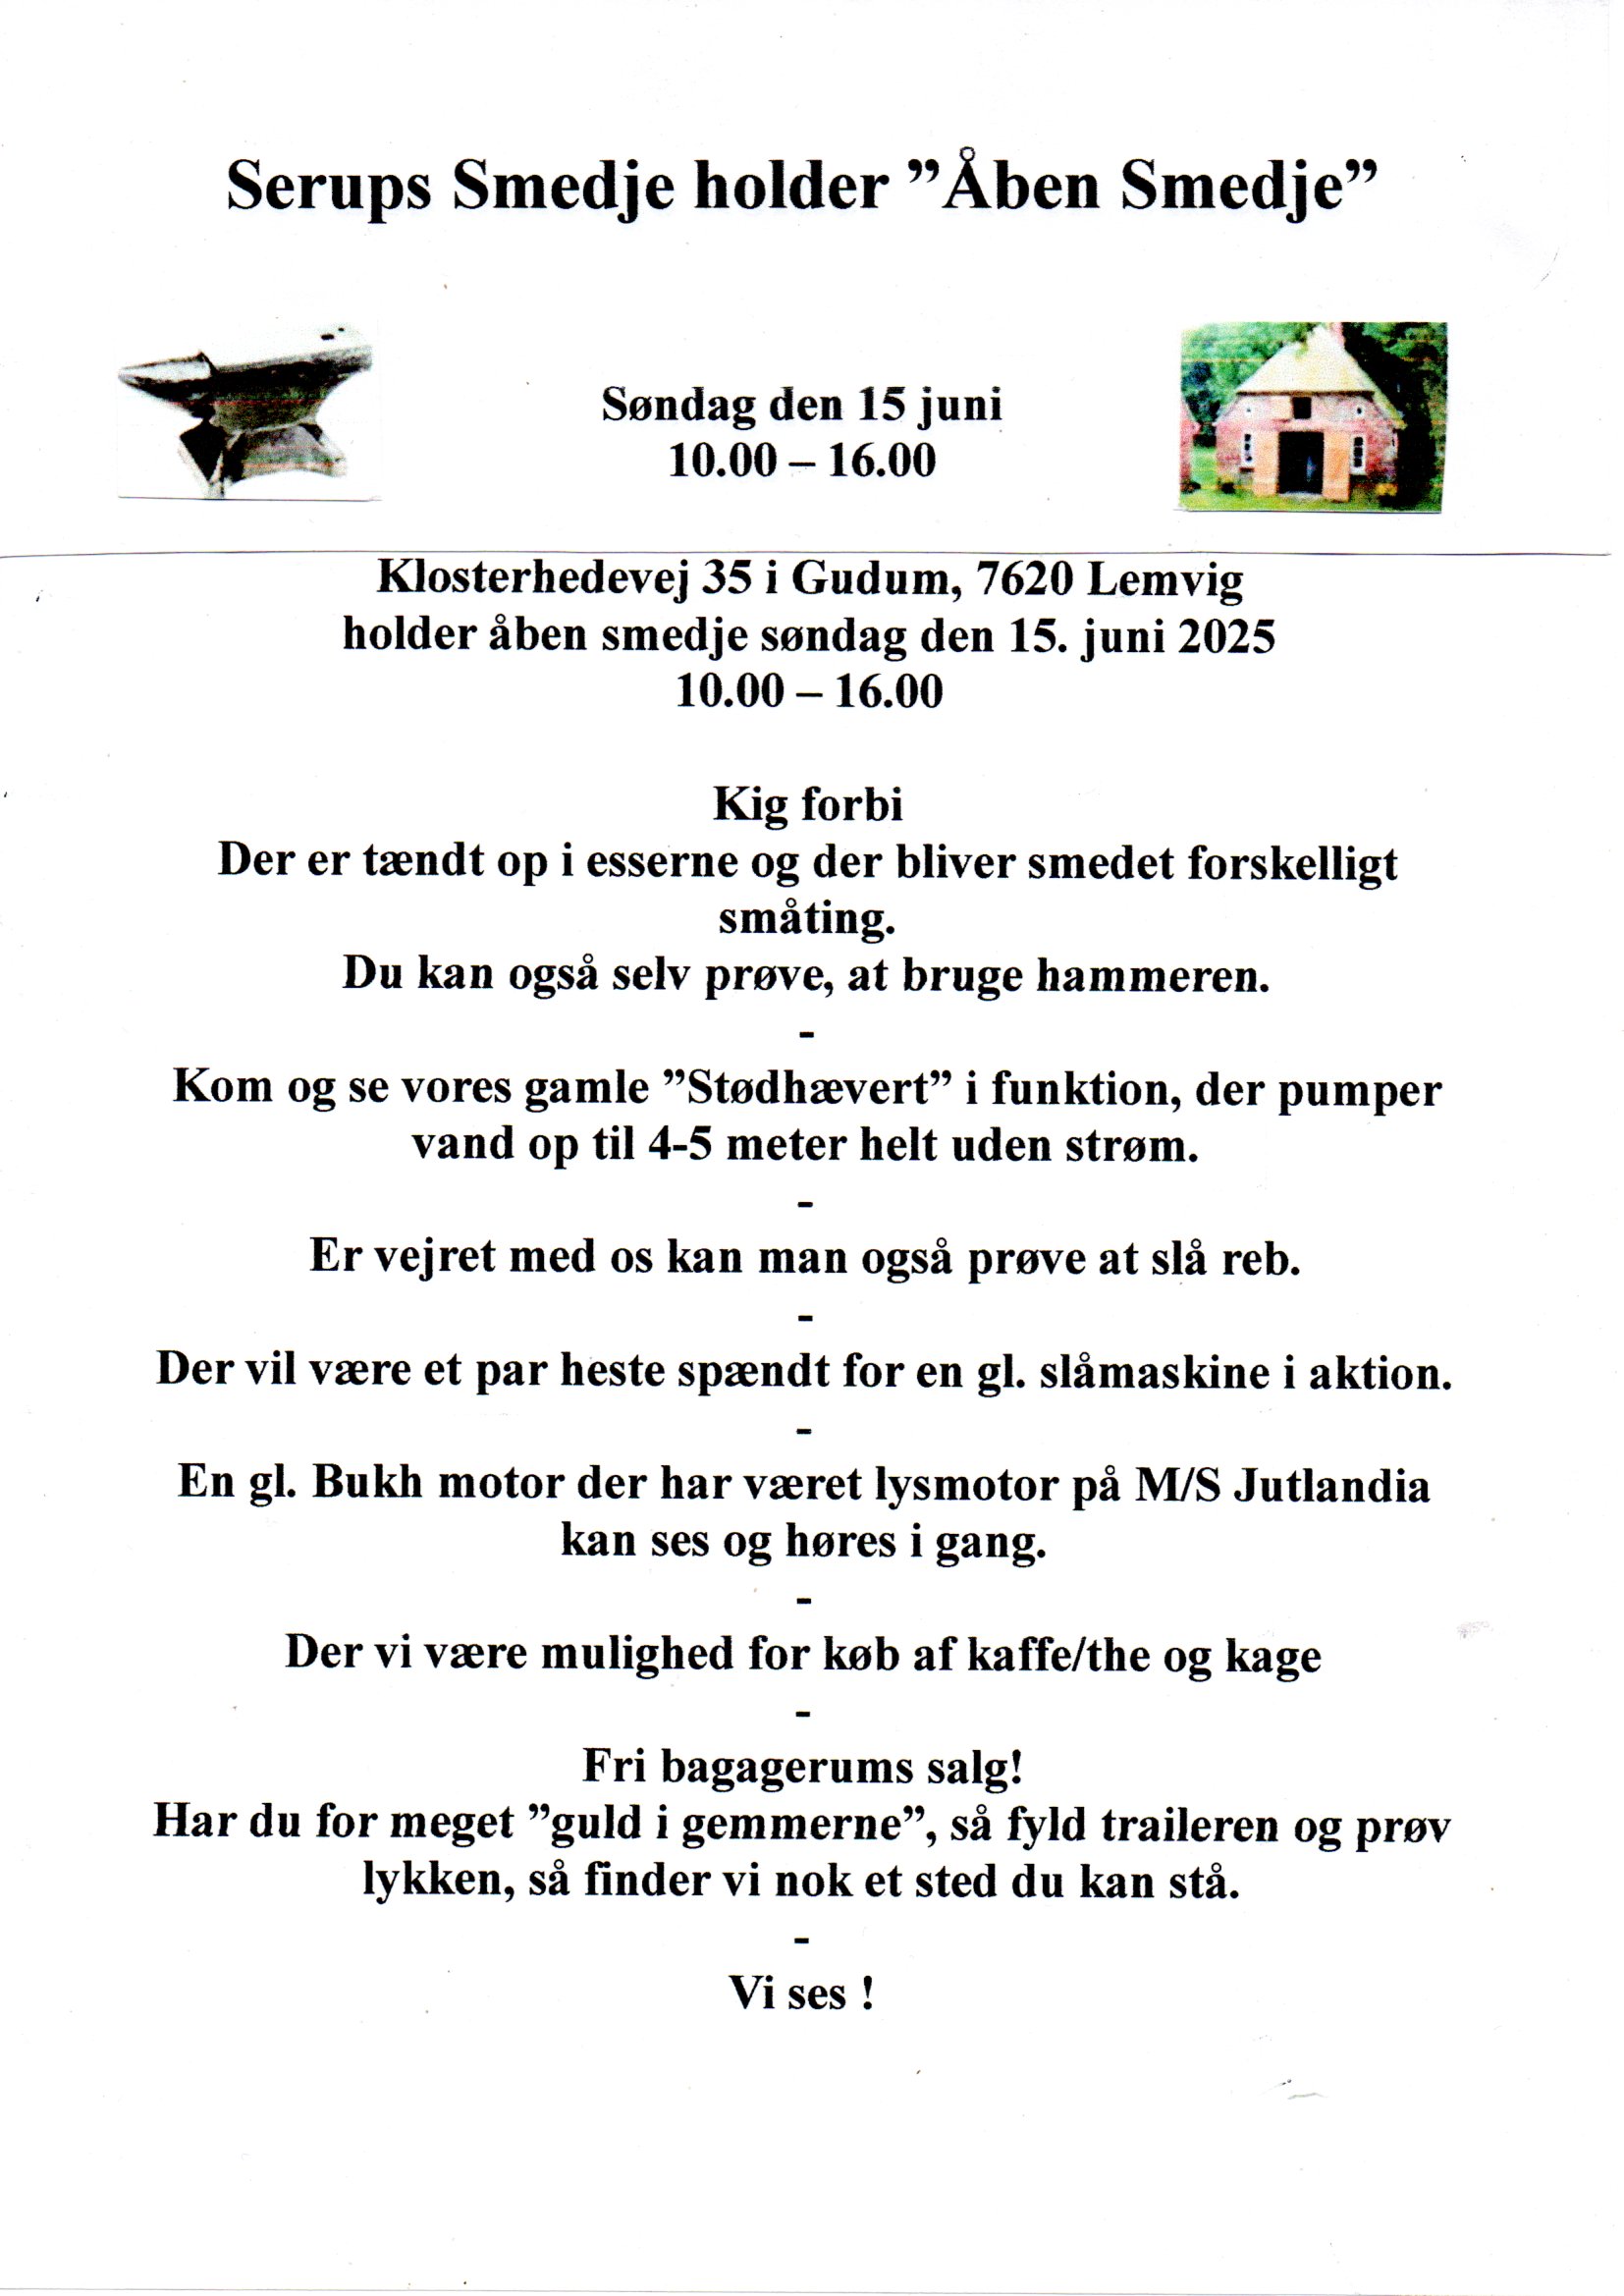 Serups Smedje holder ”Åben Smedje”
Søndag den 15 juni
10.00 – 16.00
Klosterhedevej 35 i Gudum, 7620 Lemvig
holder åben smedje søndag den 15. juni 2025
10.00 – 16.00
Kig forbi
Der er tændt op i esserne og der bliver smedet forskelligt
småting.
Du kan også selv prøve, at bruge hammeren.
-
Kom og se vores gamle ”Stødhævert” i funktion, der pumper
vand op til 4-5 meter helt uden strøm.
-
Er vejret med os kan man også prøve at slå reb.
-
Der vil være et par heste spændt for en gl. slåmaskine i aktion.
-
En gl. Bukh motor der har været lysmotor på M/S Jutlandia
kan ses og høres i gang.
-
Der vi være mulighed for køb af kaffe/the og kage
-
Fri bagagerums salg!
Har du for meget ”guld i gemmerne”, så fyld traileren og prøv
lykken, så finder vi nok et sted du kan stå.
-
Vi ses !